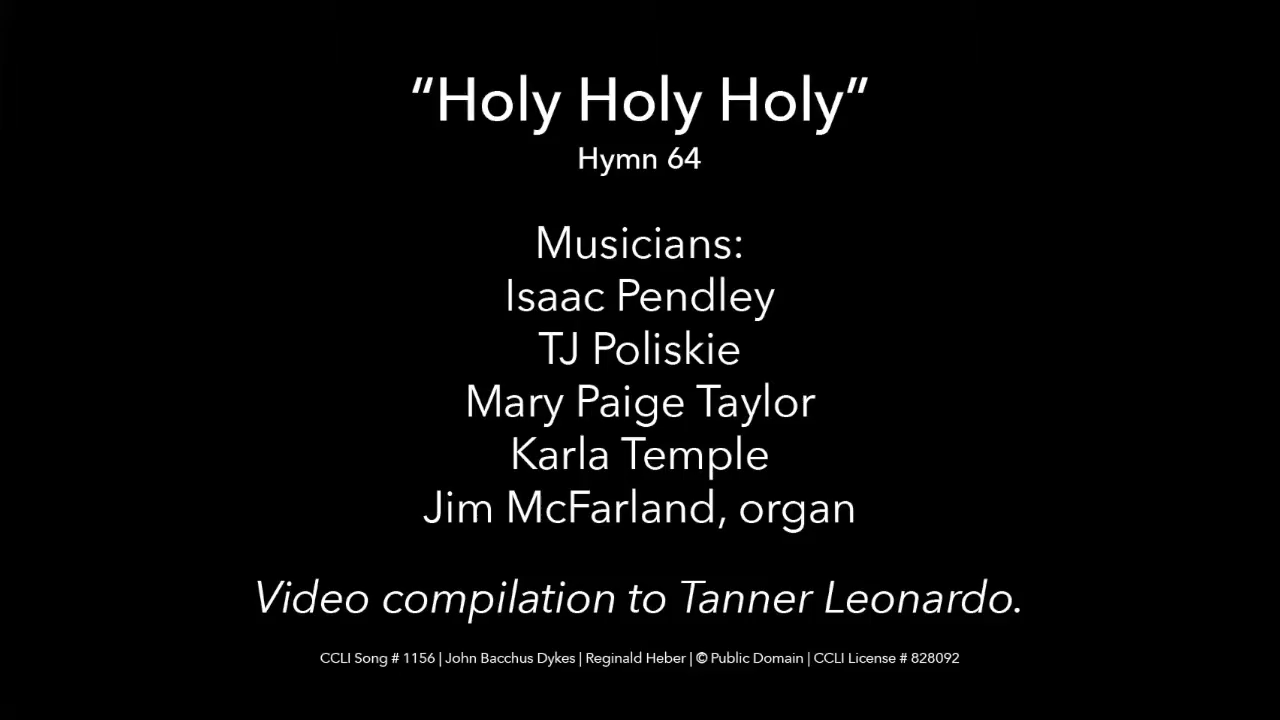 “Holy Holy Holy”
Hymn 64
Musicians:
Isaac Pendley
TJ Poliskie
Mary Paige Taylor
Karla Temple
Jim McFarland, organ
Video compilation to Tanner Leonardo.
CCLI Song # 1156 | John Bacchus Dykes | Reginald Heber | © Public Domain | CCLI License # 828092